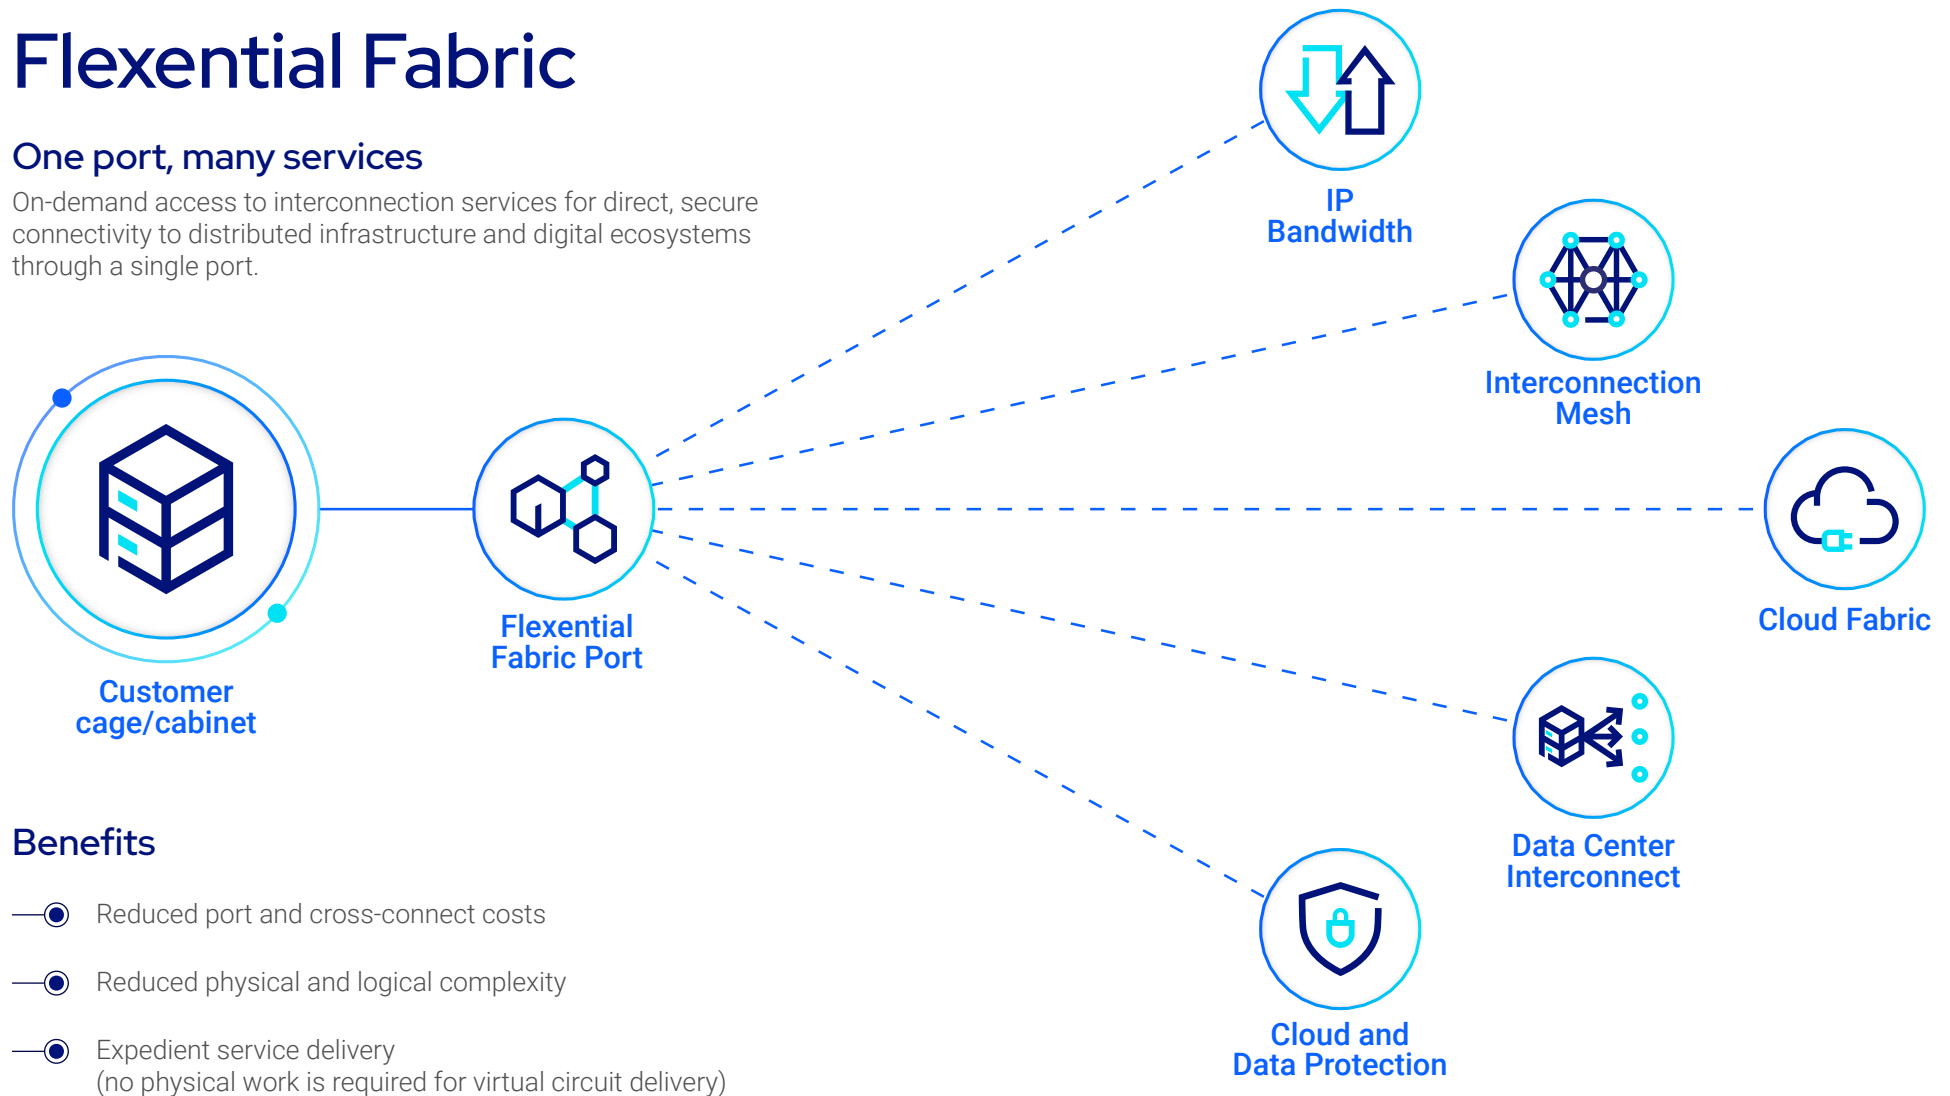 Flexential Fabric
One port, many services
On-demand access to interconnection services for direct, secure
connectivity to distributed infrastructure and digital ecosystems
through a single port.
IP
Bandwidth
Interconnection
Mesh
Cloud Fabric
Flexential
Fabric Port
Customer
cage/cabinet
Data Center
Interconnect
Cloud and
Data Protection
Benefits
Reduced port and cross-connect costs
Reduced physical and logical complexity
Expedient service delivery
(no physical work is required for virtual circuit delivery)